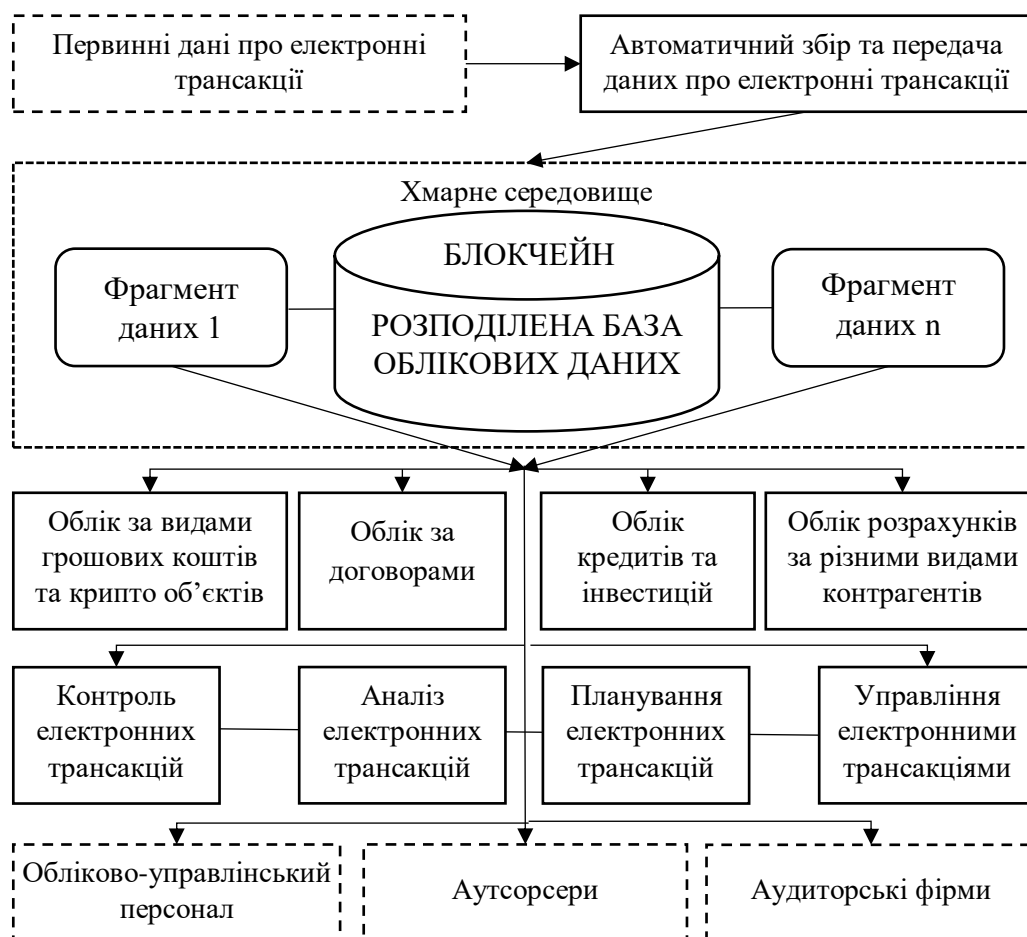 Первинні дані про електронні
трансакції
Автоматичний збір та передача
даних про електронні трансакції
Хмарне середовище
Фрагмент
даних 1
БЛОКЧЕЙН
РОЗПОДІЛЕНА БАЗА
ОБЛІКОВИХ ДАНИХ
Фрагмент
даних n
Облік за видами
грошових коштів
та крипто об’єктів
Облік за
договорами
Облік
кредитів та
інвестицій
Облік розрахунків
за різними видами
контрагентів
Контроль
електронних
трансакцій
Аналіз
електронних
трансакцій
Планування
електронних
трансакцій
Управління
електронними
трансакціями
Обліково-управлінський
персонал
Аутсорсери
Аудиторські фірми